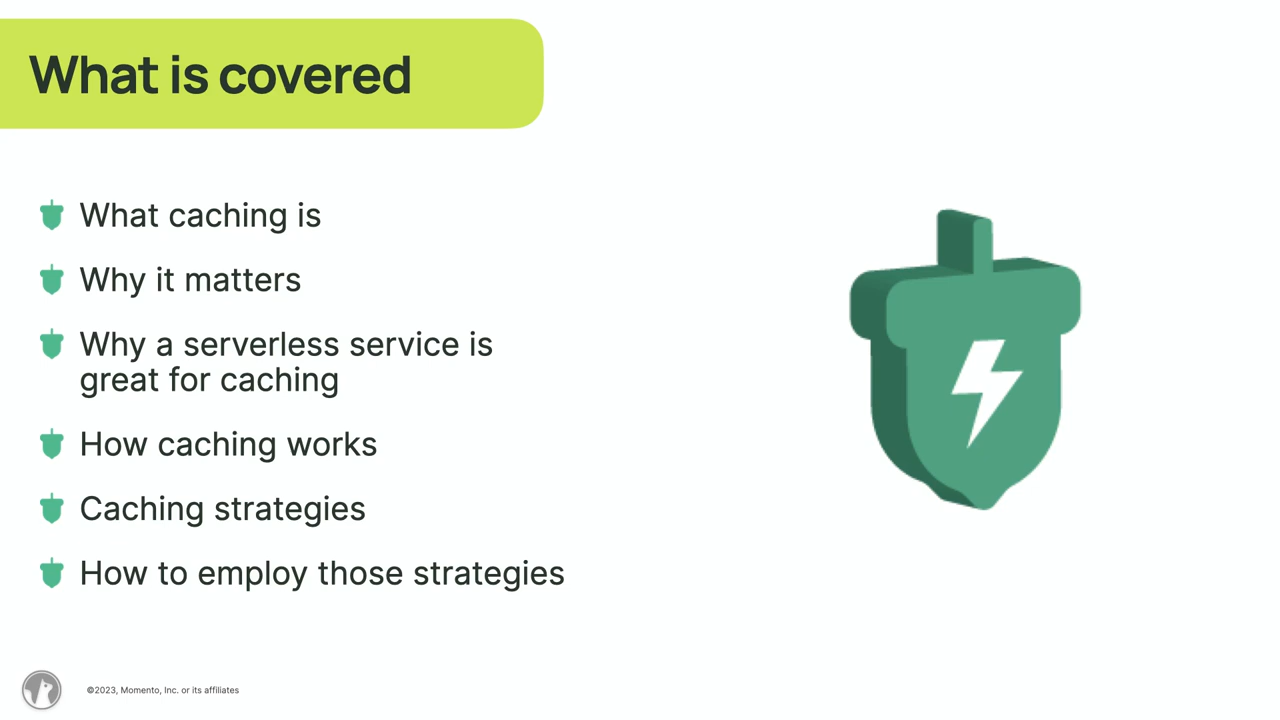 What is covered
What caching is
Why it matters
Why a serverless service is
great for caching
How caching works
Caching strategies
How to employ those strategies
©2023, Momento, Inc. or its affiliates